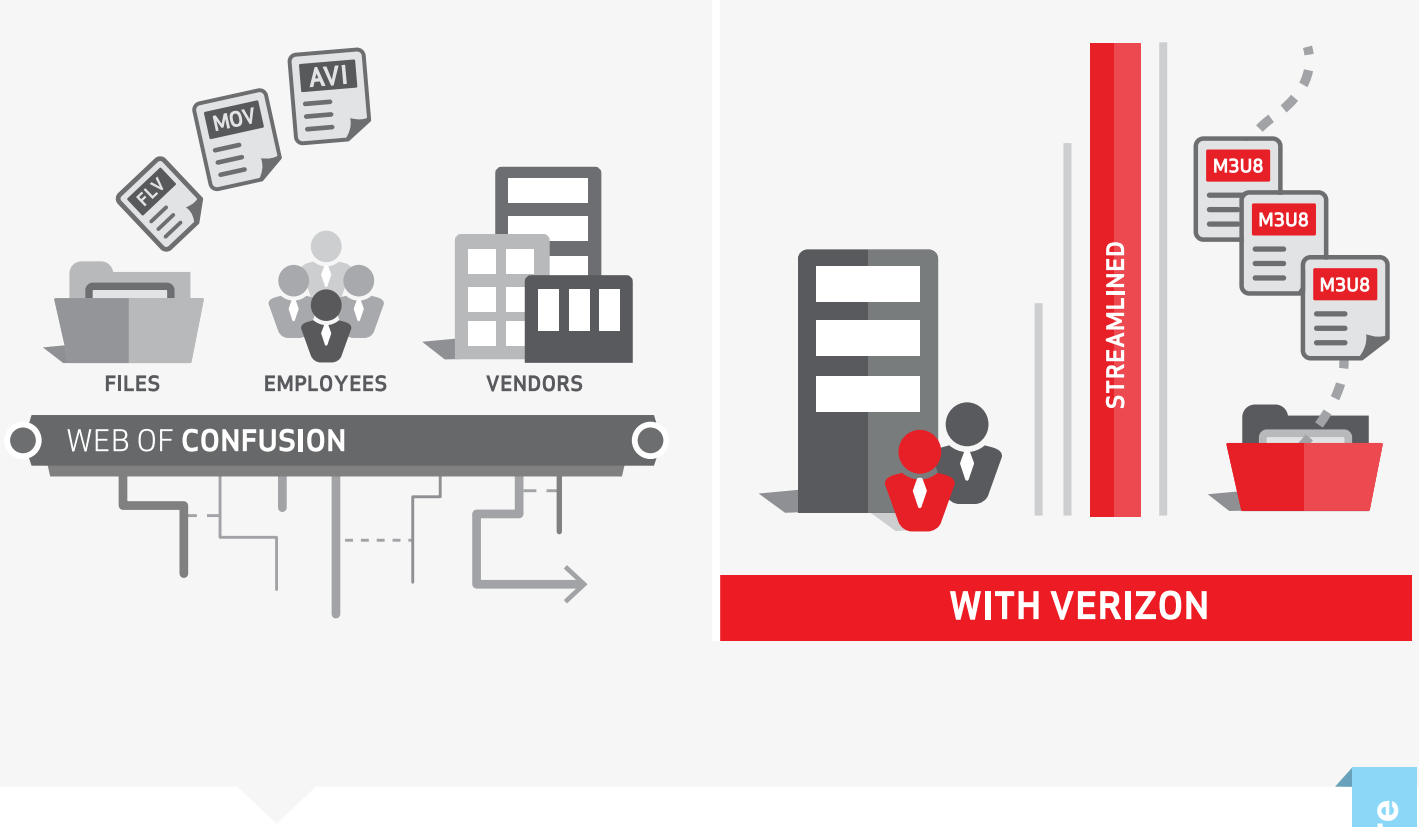 AVI
MOV
FLV
FILES
EMPLOYEES
VENDORS
WEB OF CONFUSION
STREAMLINED
M3U8
M3U8
M3U8
WITH VERIZON